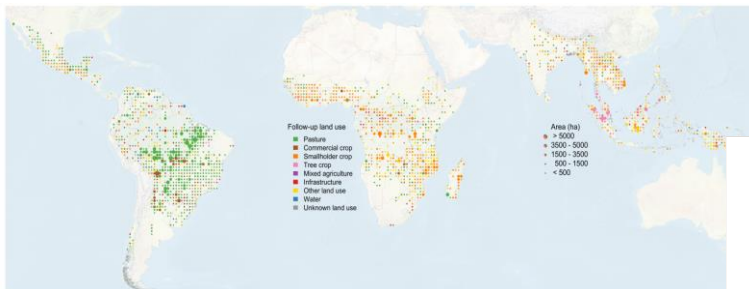 Follow-up land use
Pasture
Commercial crop
Smallholder crop
Tree crop
Mixed agriculture
Infrastructure
Other land use
Water
Unknown land use
Area (ha)
> 5000
3500 - 5000
1500 - 3500
500 - 1500
< 500